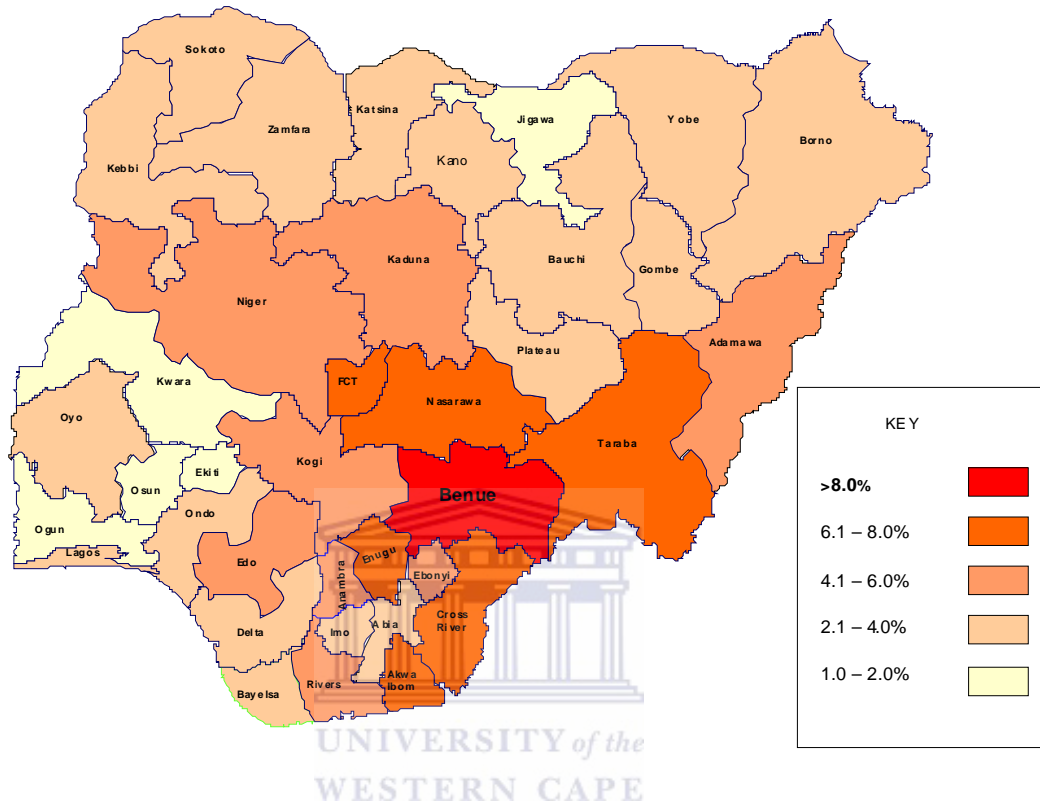 Sokoto
Zamfara
Katsina
Kebbi
Kano
Jigawa
Yobe
Borno
Kaduna
Bauchi
Gombe
Niger
Adamawa
Plateau
FCT
Nasarawa
Kwara
Oyo
Taraba
KEY
>8.0%
6.1 – 8.0%
4.1 – 6.0%
2.1 – 4.0%
1.0 – 2.0%
Kogi
Ekiti
Osun
Benue
Ogun
Ondo
Lagos
Edo
Enugu
Anambra
Ebonyi
Delta
Imo
Abia
Cross
River
Bayelsa
Rivers
Akwa
Ibom
UNIVERSITY of the
WESTERN CAPE